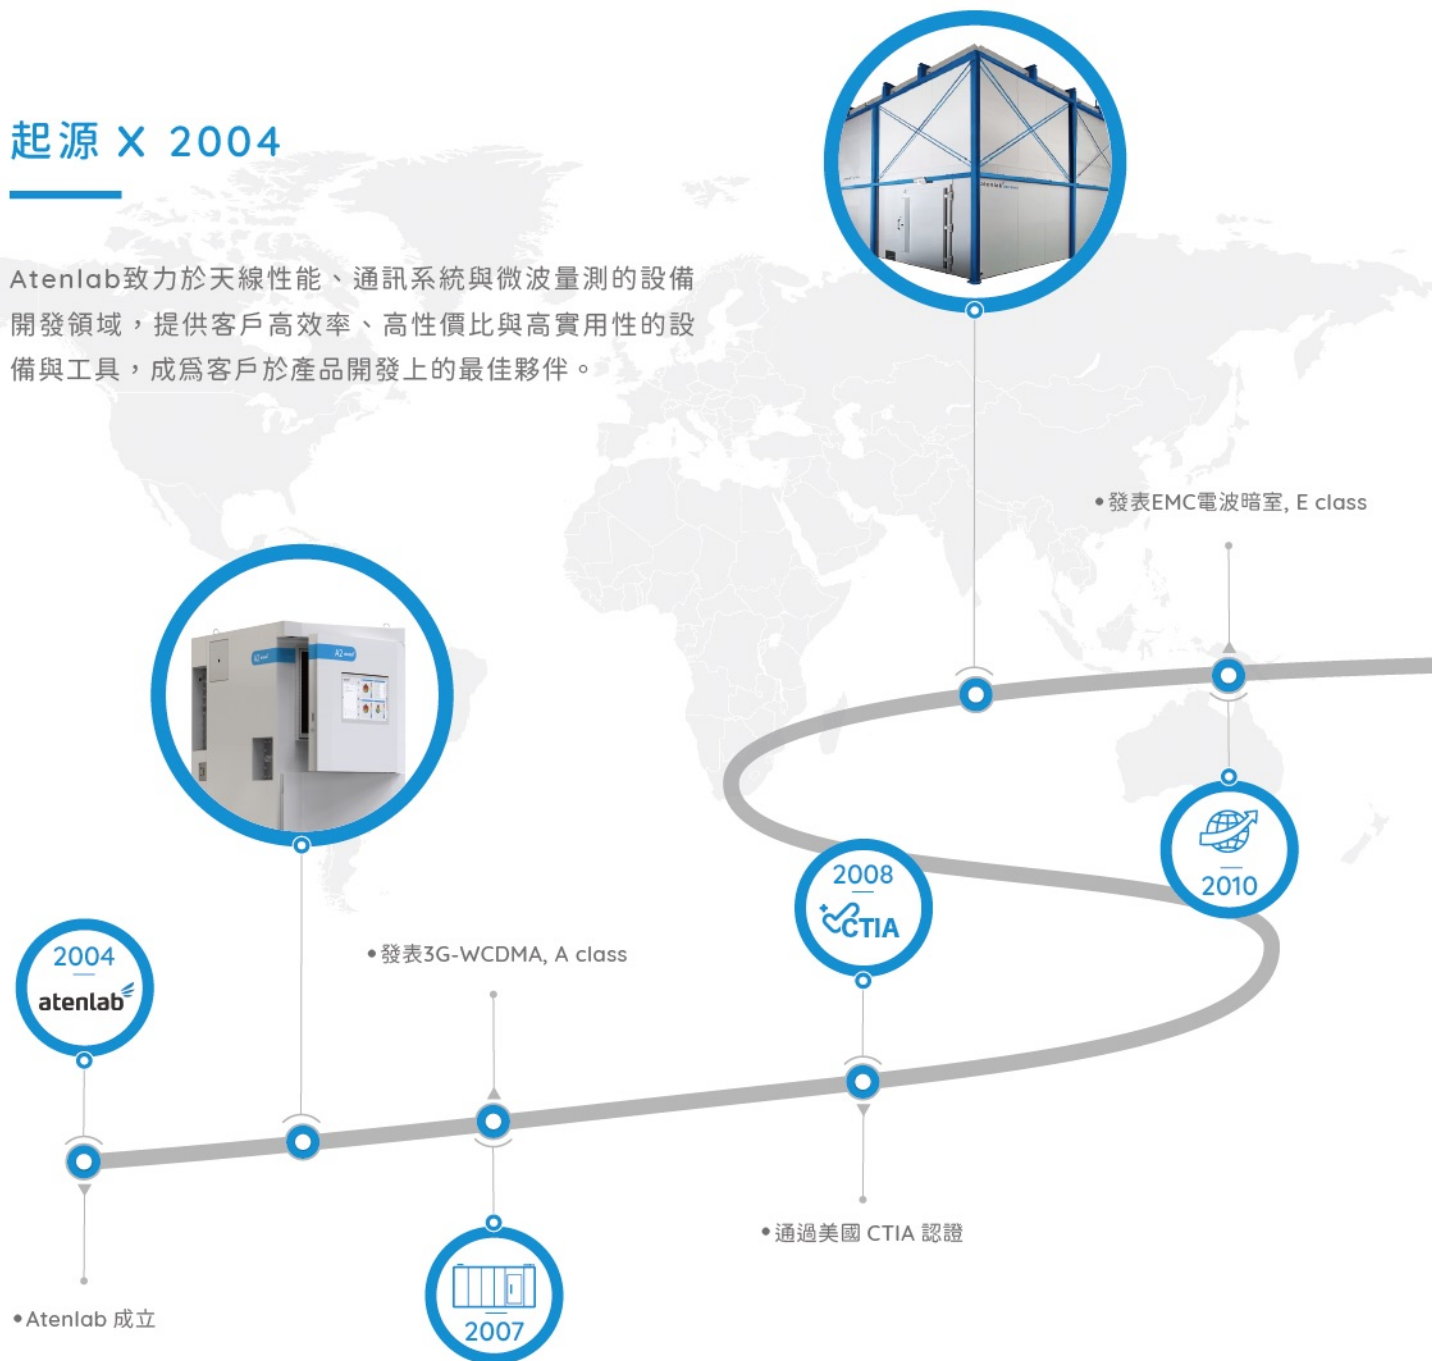 起源 X 2004
Atenlab致力於天線性能、通訊系統與微波量測的設備
開發領域，提供客戶高效率、高性價比與高實用性的設
備與工具，成爲客戶於產品開發上的最佳夥伴。
atenlab
•發表EMC電波暗室, E class
A2
A2
2010
2008
CTIA
•發表3G-WCDMA, A class
2004
atenlab
•通過美國 CTIA 認證
2007
•Atenlab 成立